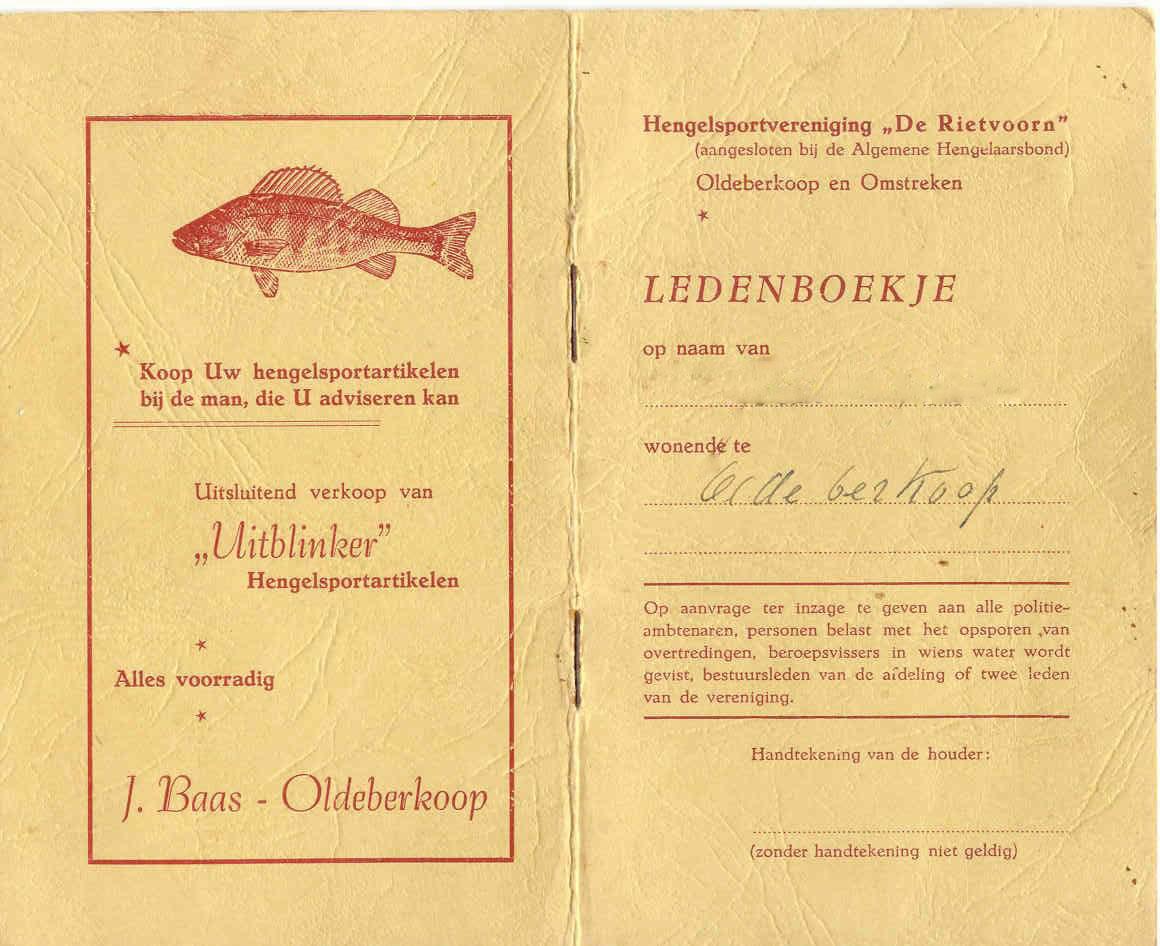 Koop Uw hengelsportartikelen
bij de man, die U adviseren kan
Uitsluitend verkoop van
„Uitblinker”
Hengelsportartikelen
Alles voorradig
J. Baas - Oldeberkoop
Hengelsportvereniging „De Rietvoorn”
(aangesloten bij de Algemene Hengelaarsbond)
Oldeberkoop en Omstreken
LEDENBOEKJE
op naam van
wonende te
Oldeberkoop
Op aanvrage ter inzage te geven aan alle politie-
ambtenaren, personen belast met het opsporen van
overtredingen, beroepsvissers in wiens water wordt
gevist, bestuursleden van de afdeling of twee leden
van de vereniging.
Handtekening van de houder:
(zonder handtekening niet geldig)